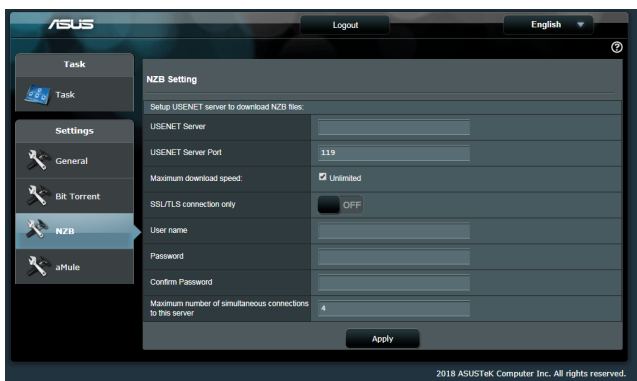 ASUS
Logout
English
Task
Task
Settings
General
Bit Torrent
NZB
aMule
NZB Setting
Setup USENET server to download NZB files:
USENET Server
USENET Server Port 119
Maximum download speed: Unlimited
SSL/TLS connection only OFF
User name
Password
Confirm Password
Maximum number of simultaneous connections
to this server 4
Apply
2018 ASUSTeK Computer Inc. All rights reserved.